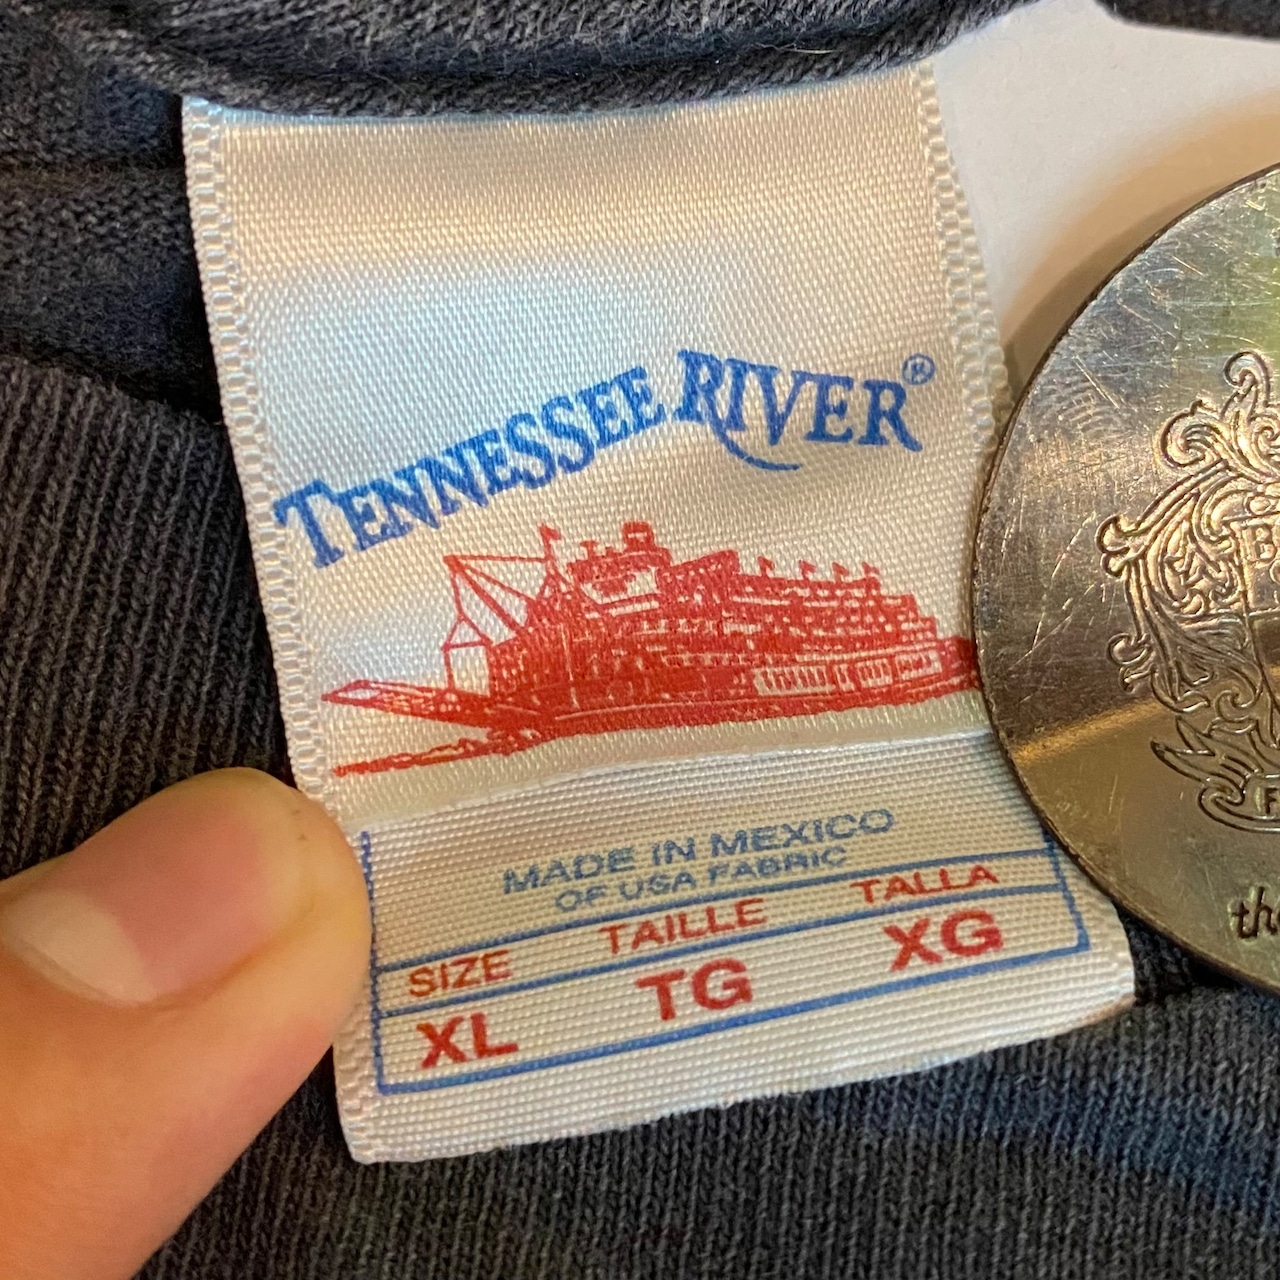 TENNESSEE RIVER®
MADE IN MEXICO
OF USA FABRIC
SIZE TAILLE TALLA
XL TG XG